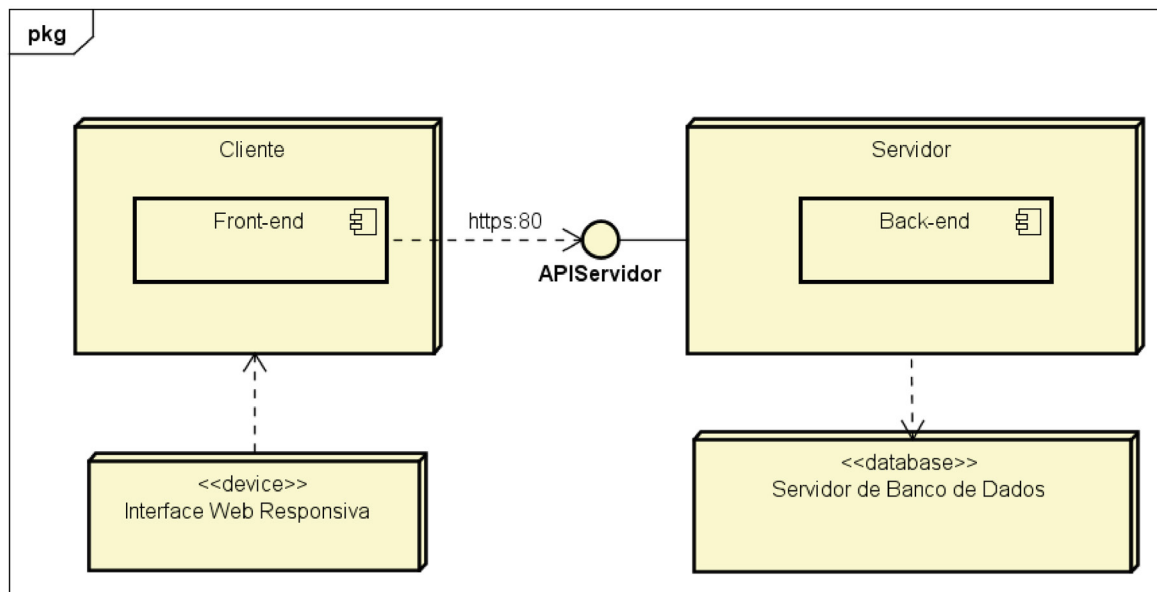 pkg
Cliente
Servidor
Front-end
https:80
Back-end
APIServidor
<<device>>
Interface Web Responsiva
<<database>>
Servidor de Banco de Dados